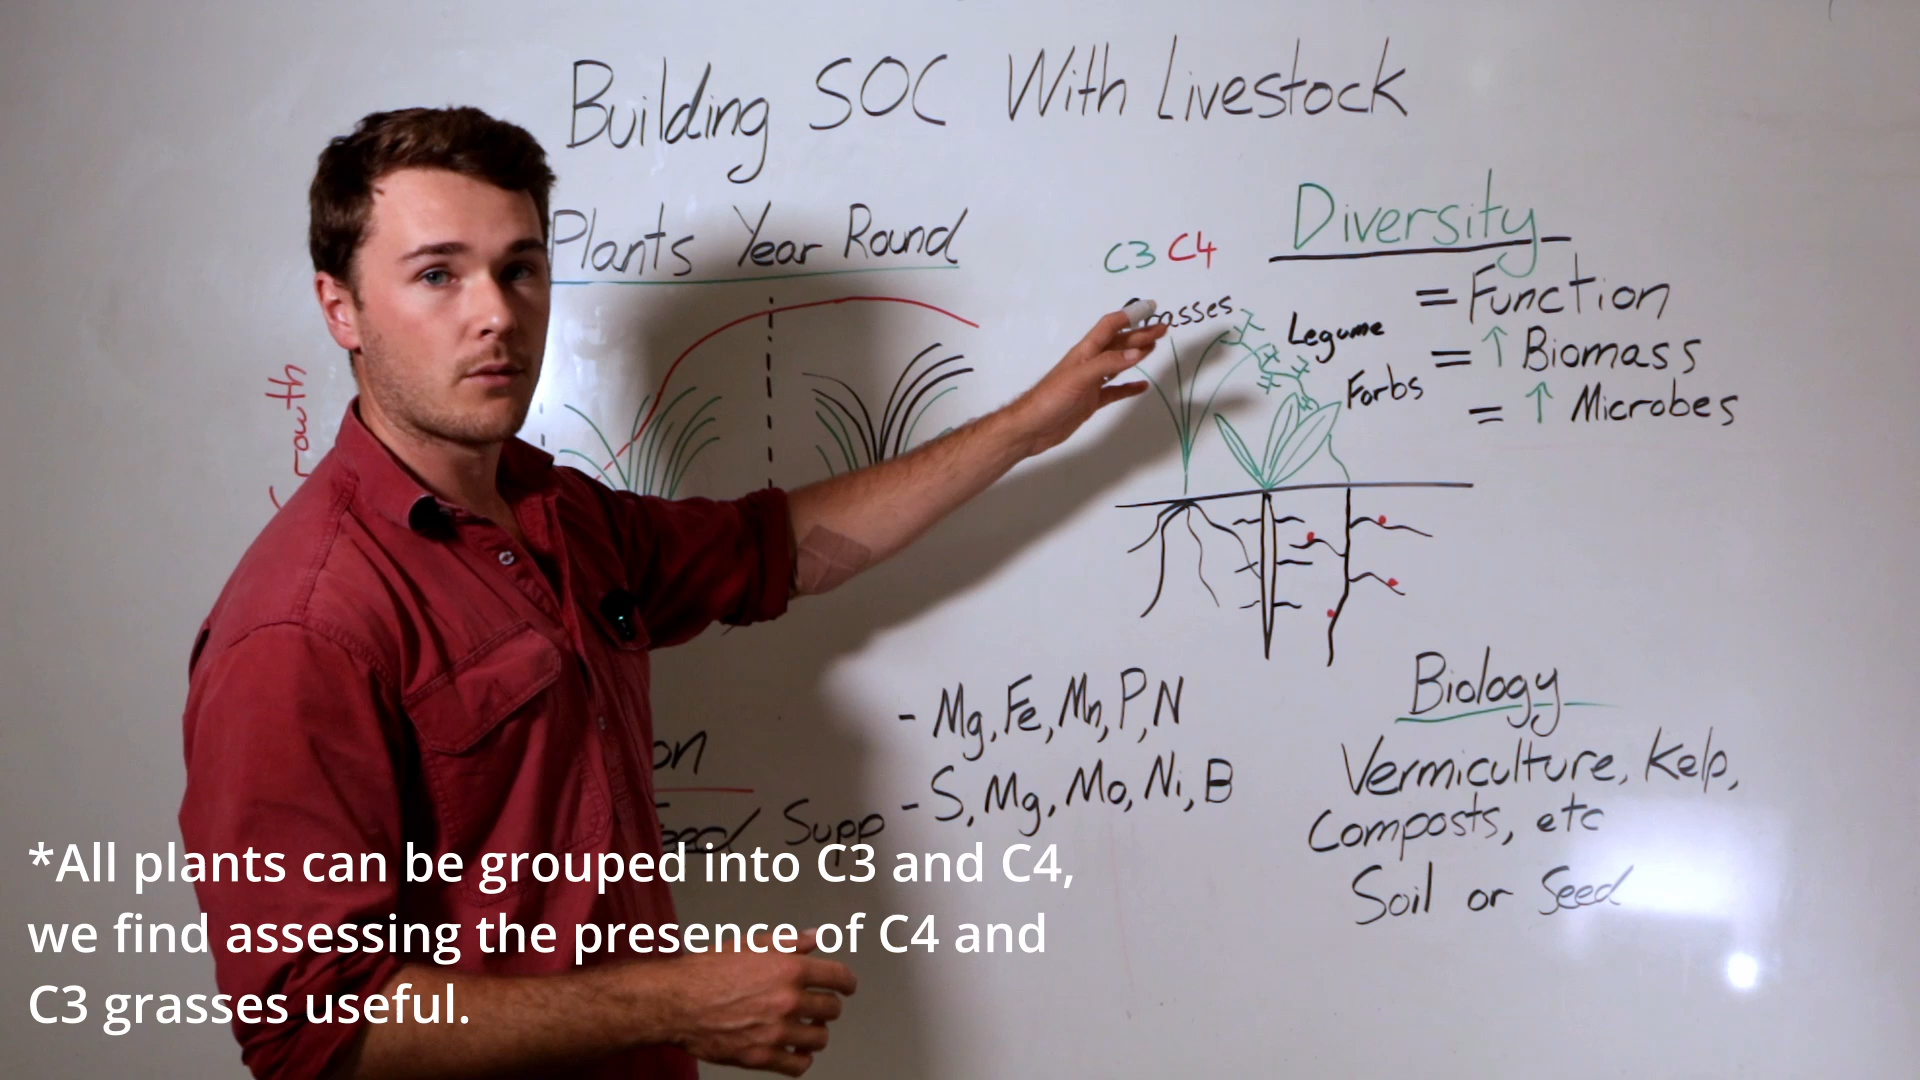 Building SOC With Livestock
Plants Year Round
C3 C4
Grasses
Legume
Forbs
Diversity
= Function
= ↑ Biomass
= ↑ Microbes
- Mg, Fe, Mn, P, N
- S, Mg, Mo, Ni, B
Supp
Biology
Vermiculture, Kelp,
Composts, etc
Soil or Seed
*All plants can be grouped into C3 and C4,
we find assessing the presence of C4 and
C3 grasses useful.